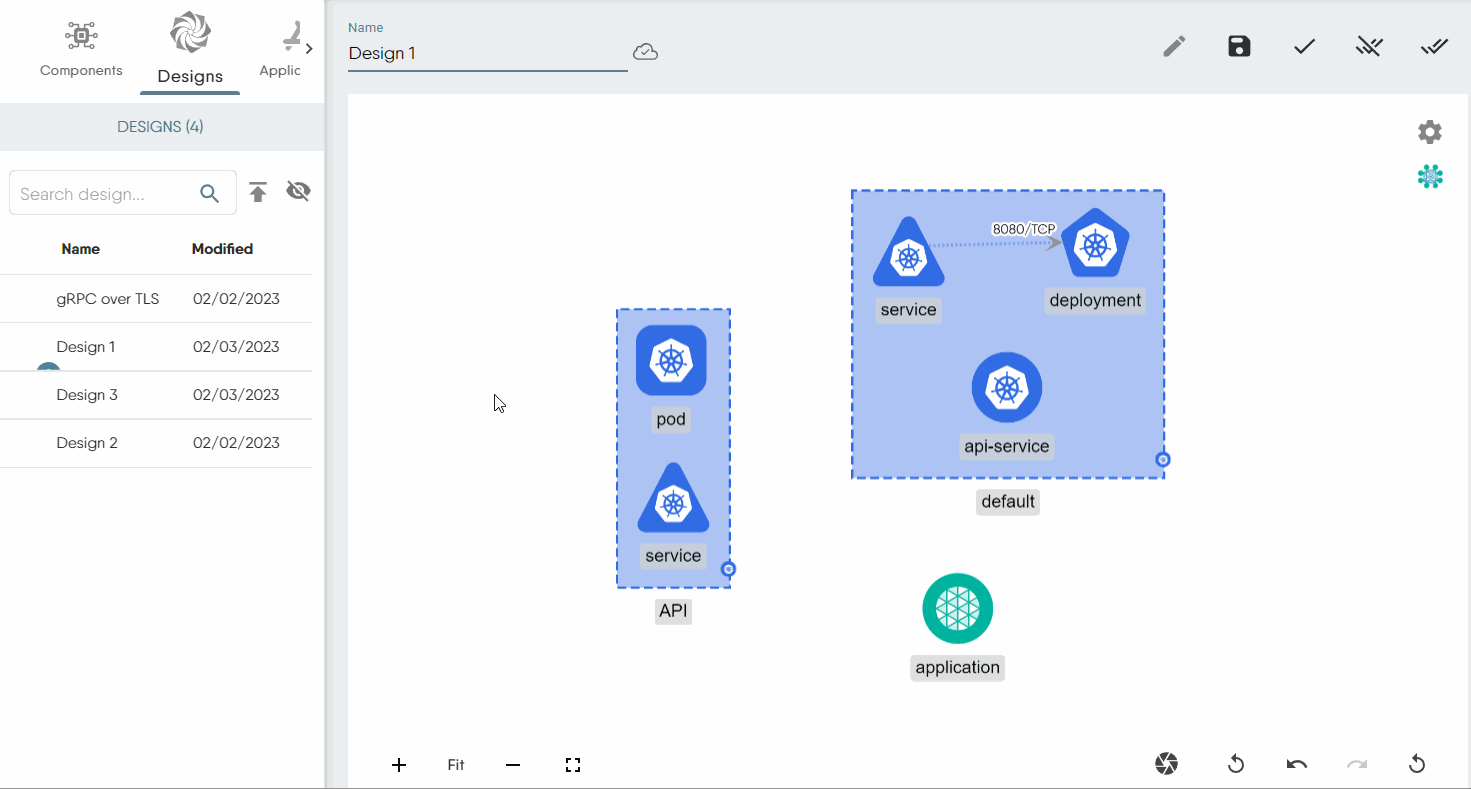 Components
Designs
Applic
DESIGNS (4)
Search design...
Name Modified
gRPC over TLS 02/02/2023
Design 1 02/03/2023
Design 3 02/03/2023
Design 2 02/02/2023
Name
Design 1
8080/TCP
service
deployment
api-service
default
pod
service
API
application
Fit